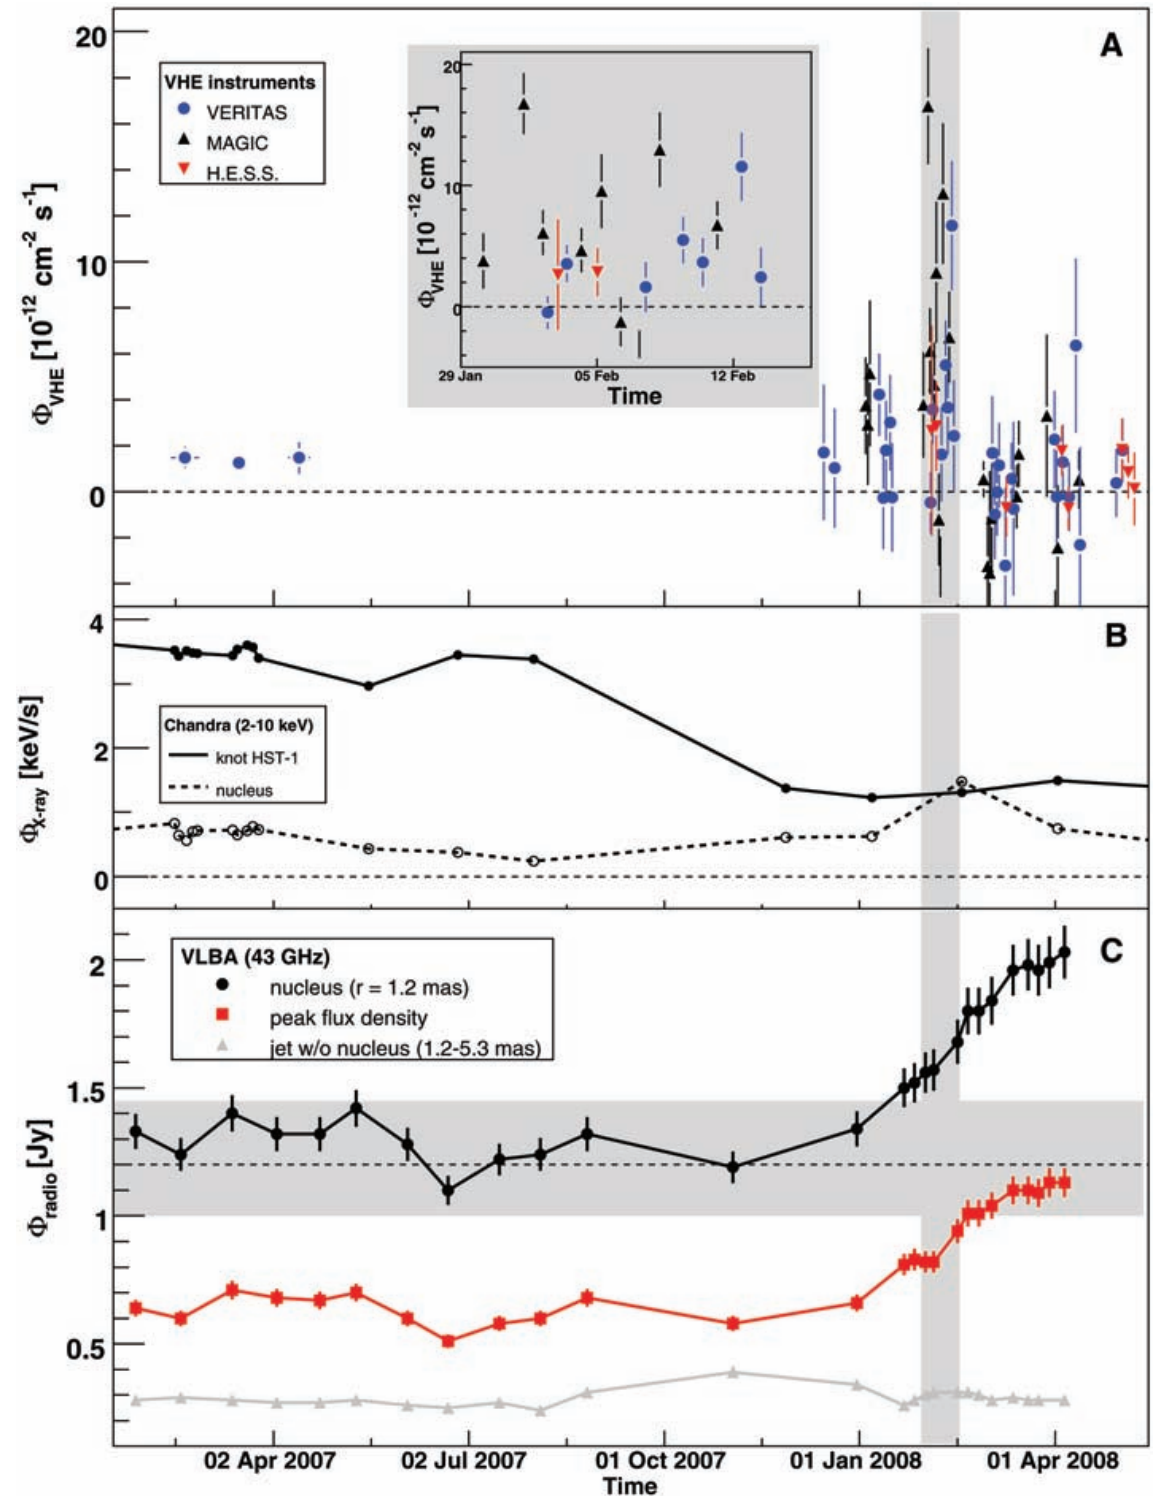 A
20
10
0
Φ_VHE [10^-12 cm^-2 s^-1]
VHE instruments
VERITAS
MAGIC
H.E.S.S.
20
10
0
Φ_VHE [10^-12 cm^-2 s^-1]
29 Jan 05 Feb 12 Feb
Time
B
4
2
0
Φ_X-ray [keV/s]
Chandra (2-10 keV)
knot HST-1
nucleus
C
2
1.5
1
0.5
Φ_radio [Jy]
VLBA (43 GHz)
nucleus (r = 1.2 mas)
peak flux density
jet w/o nucleus (1.2-5.3 mas)
02 Apr 2007 02 Jul 2007 01 Oct 2007 01 Jan 2008 01 Apr 2008
Time